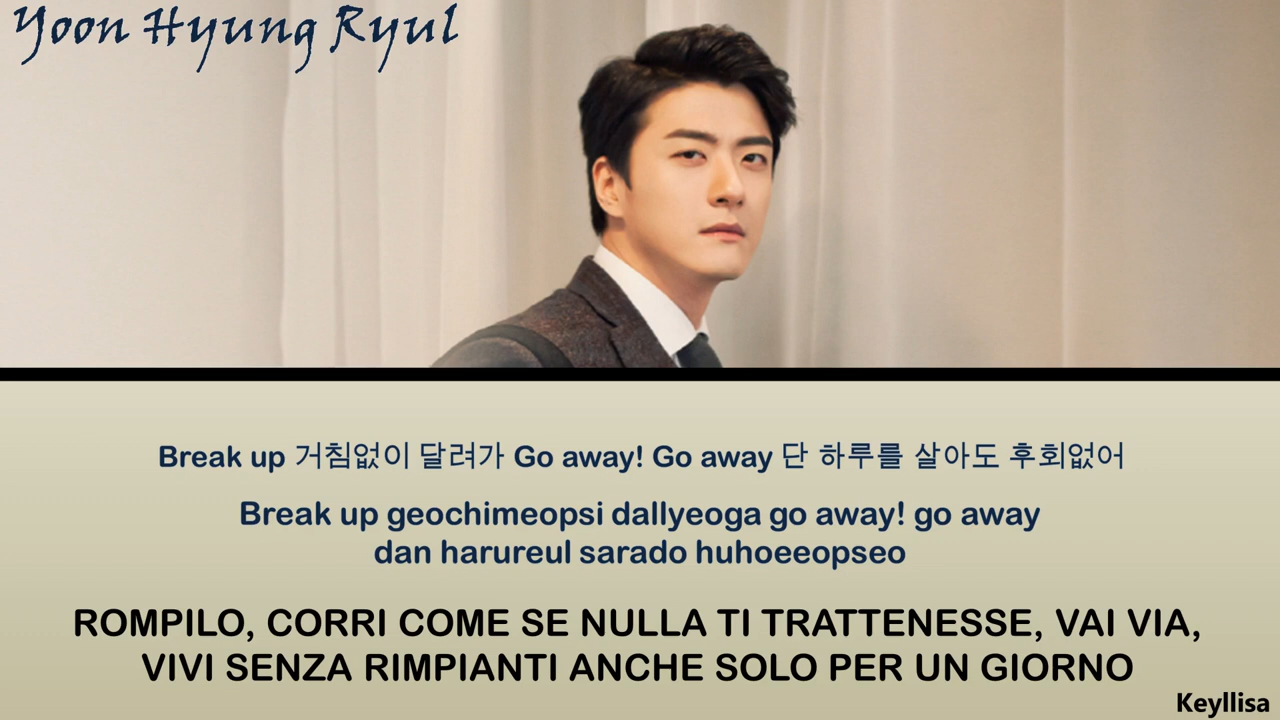 Yoon Hyung Ryul
Break up 거침없이 달려가 Go away! Go away 단 하루를 살아도 후회없어
Break up geochimeopsi dallyeoga go away! go away
dan harureul sarado huhoeeopseo
ROMPILO, CORRI COME SE NULLA TI TRATTENESSE, VAI VIA,
VIVI SENZA RIMPIANTI ANCHE SOLO PER UN GIORNO
Keyllisa